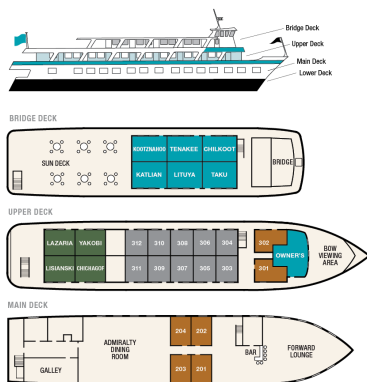 Bridge Deck
Upper Deck
Main Deck
Lower Deck
BRIDGE DECK
KOOTZNAHOO TENAKEE CHILKOOT
SUN DECK
BRIDGE
KATLIAN LITUYA TAKU
UPPER DECK
LAZARIA YAKOBI 312 310 308 306 304 302
OWNER'S
BOW
VIEWING
AREA
LISIANSKI CHICHAGOF 311 309 307 305 303 301
MAIN DECK
204 202
ADMIRALTY
DINING
ROOM
BAR
FORWARD
LOUNGE
GALLEY
203 201